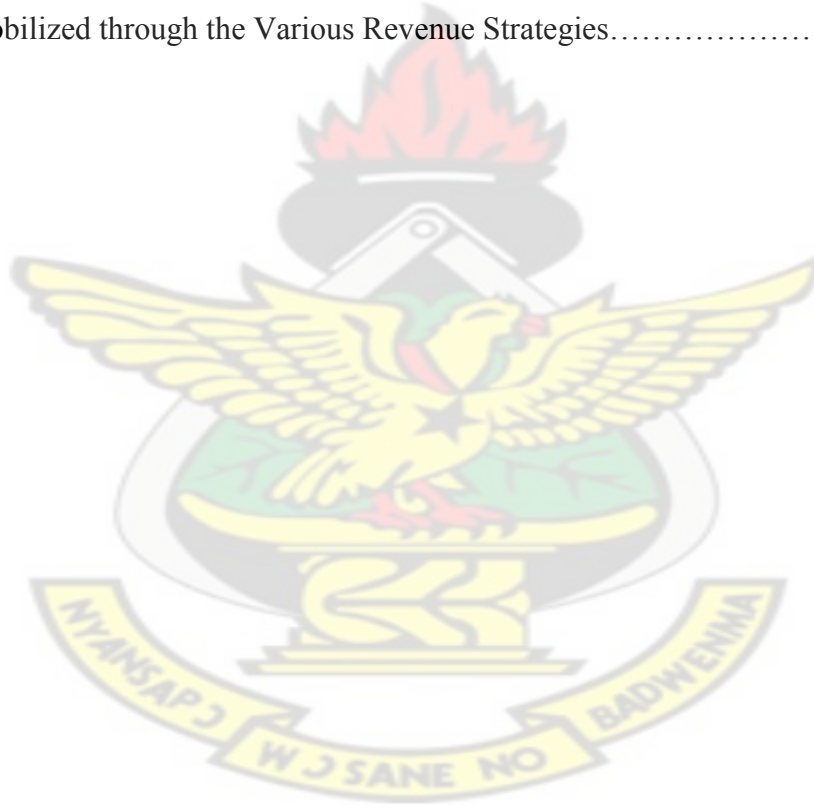 obilized through the Various Revenue Strategies…………………
NYANSAPƆ WƆSANE NO BADWENMA